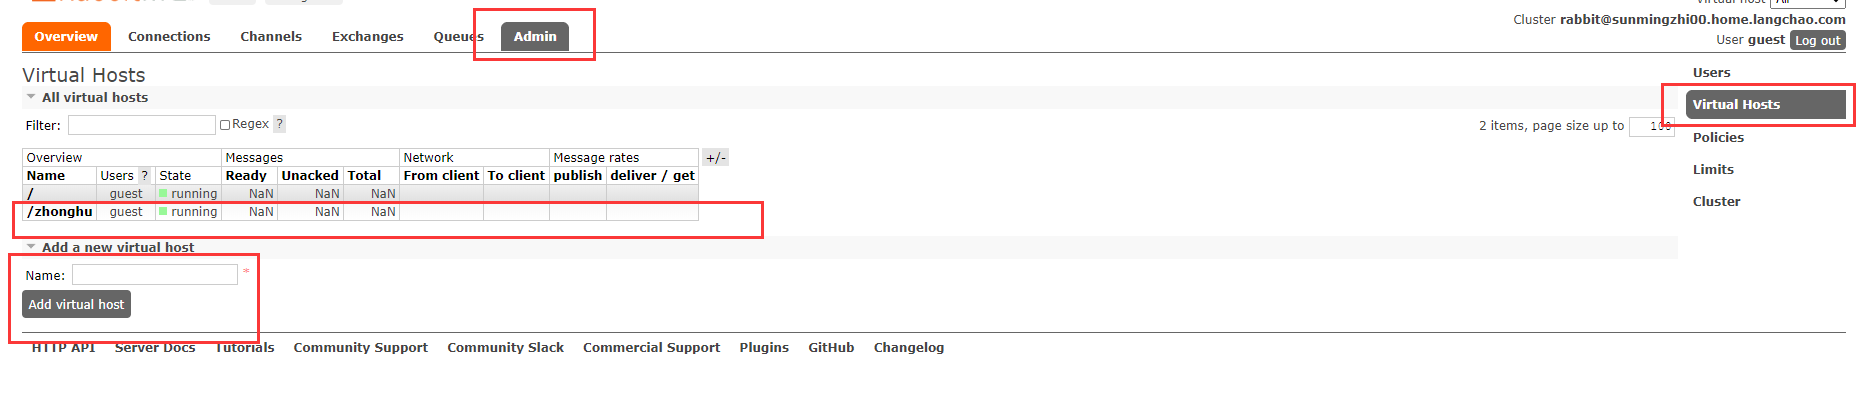 Cluster rabbit@sunmingzhi00.home.langchao.com
User guest Log out
Overview Connections Channels Exchanges Queues Admin
Virtual Hosts
All virtual hosts
Filter: Regex ?
2 items, page size up to 100
Overview Messages Network Message rates +/-
Name Users ? State Ready Unacked Total From client To client publish deliver / get
/ guest running NaN NaN NaN
/zhonghu guest running NaN NaN NaN
Add a new virtual host
Name: *
Add virtual host
Users
Virtual Hosts
Policies
Limits
Cluster
HTTP API Server Docs Tutorials Community Support Community Slack Commercial Support Plugins GitHub Changelog